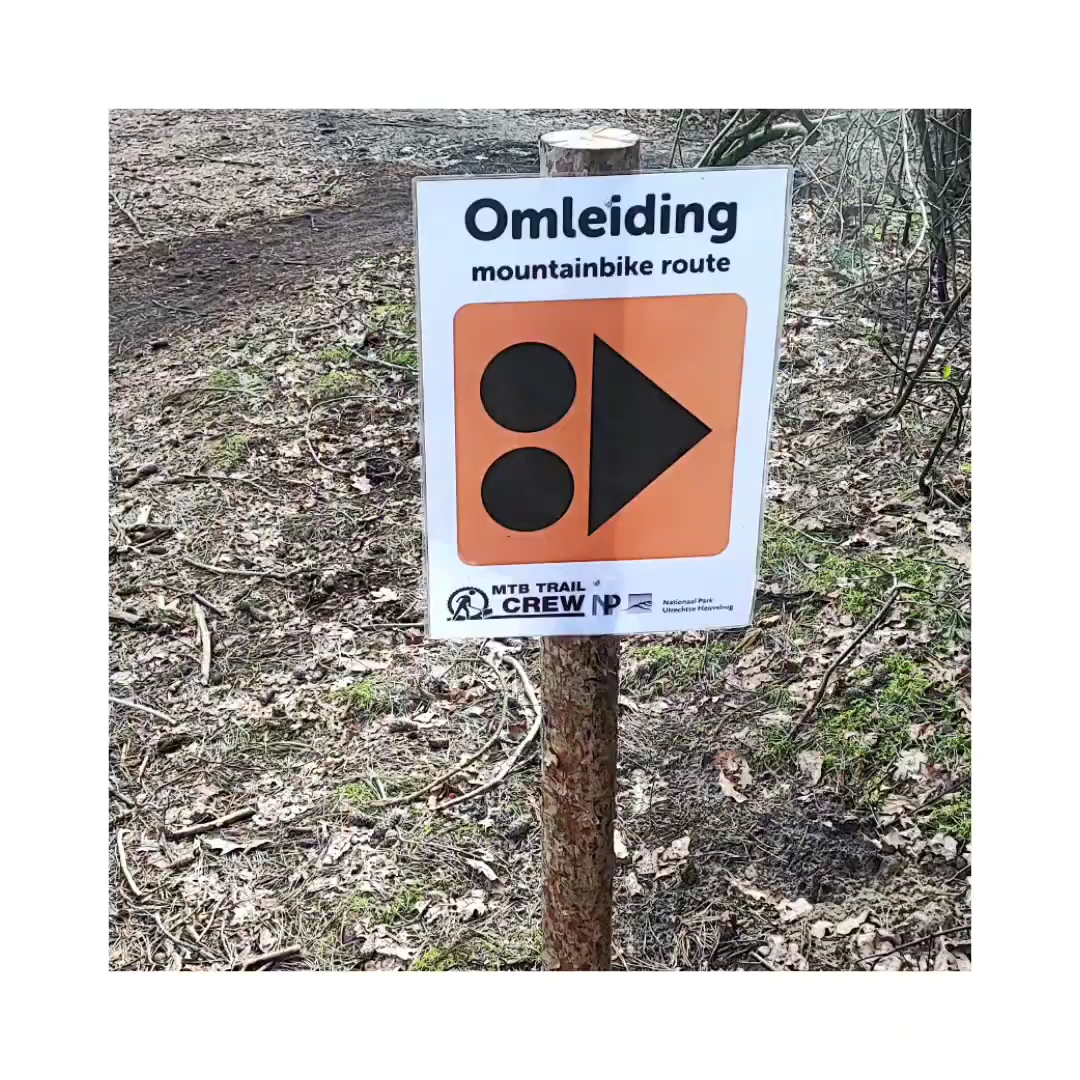 Omleiding
mountainbike route
MTB TRAIL
CREW
NP
Nationaal Park
Utrechtse Heuvelrug